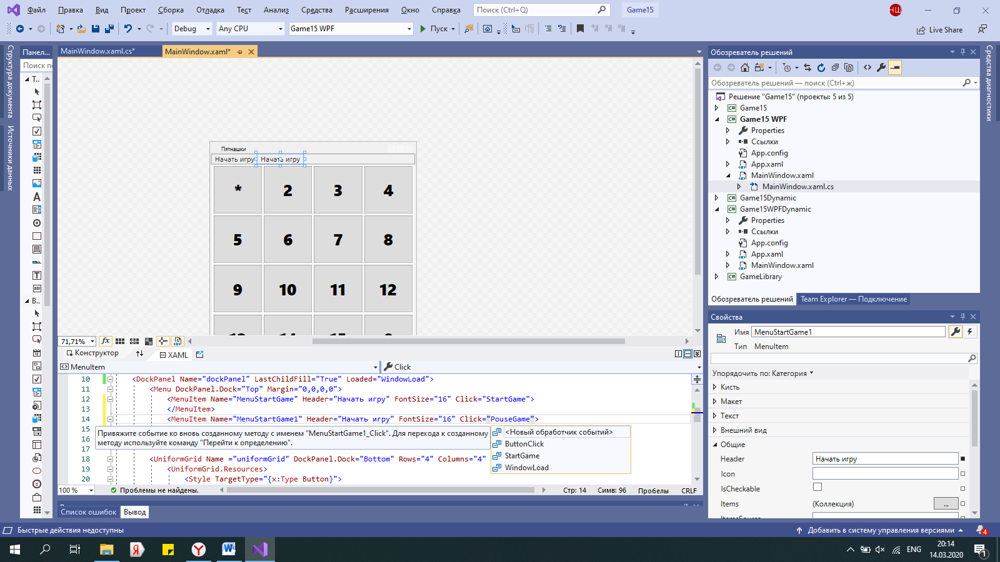 Файл Правка Вид Проект Сборка Отладка Тест Анализ Средства Расширения Окно Справка Поиск (Ctrl+Q) Game15 НШ
Debug Any CPU Game15 WPF Пуск Live Share
Структура документа
Источники данных
Панел...
Поиск по
Т..
В..
MainWindow.xaml.cs* MainWindow.xaml*
Пятнашки
Начать игру Начать игру
* 2 3 4
5 6 7 8
9 10 11 12
71,71% fx
Конструктор XAML
MenuItem Click
10 <DockPanel Name="dockPanel" LastChildFill="True" Loaded="WindowLoad">
11 <Menu DockPanel.Dock="Top" Margin="0,0,0,0">
12 <MenuItem Name="MenuStartGame" Header="Начать игру" FontSize="16" Click="StartGame">
13 </MenuItem>
14 <MenuItem Name="MenuStartGame1" Header="Начать игру" FontSize="16" Click="PouseGame">
15
16
17
Привяжите событие ко вновь созданному методу с именем "MenuStartGame1_Click". Для перехода к созданному
методу используйте команду "Перейти к определению".
<Новый обработчик событий>
ButtonClick
StartGame
WindowLoad
18 <UniformGrid Name ="uniformGrid" DockPanel.Dock="Bottom" Rows="4" Columns="4"
19 <UniformGrid.Resources>
20 <Style TargetType="{x:Type Button}">
100 % Проблемы не найдены. Стр: 14 Симв: 96 Пробелы CRLF
Список ошибок Вывод
Обозреватель решений
Обозреватель решений — поиск (Ctrl+ж)
Решение "Game15" (проекты: 5 из 5)
Game15
Game15 WPF
Properties
Ссылки
App.config
App.xaml
MainWindow.xaml
MainWindow.xaml.cs
Game15Dynamic
Game15WPFDynamic
Properties
Ссылки
App.config
App.xaml
MainWindow.xaml
GameLibrary
Обозреватель решений Team Explorer — Подключение
Средства диагностики
Свойства
Имя MenuStartGame1
Тип MenuItem
Упорядочить по: Категория
Кисть
Макет
Текст
Внешний вид
Общие
Header Начать игру
Icon
IsCheckable
Items (Коллекция) ...
Быстрые действия недоступны Добавить в систему управления версиями 4
ENG 20:14
14.03.2020 1